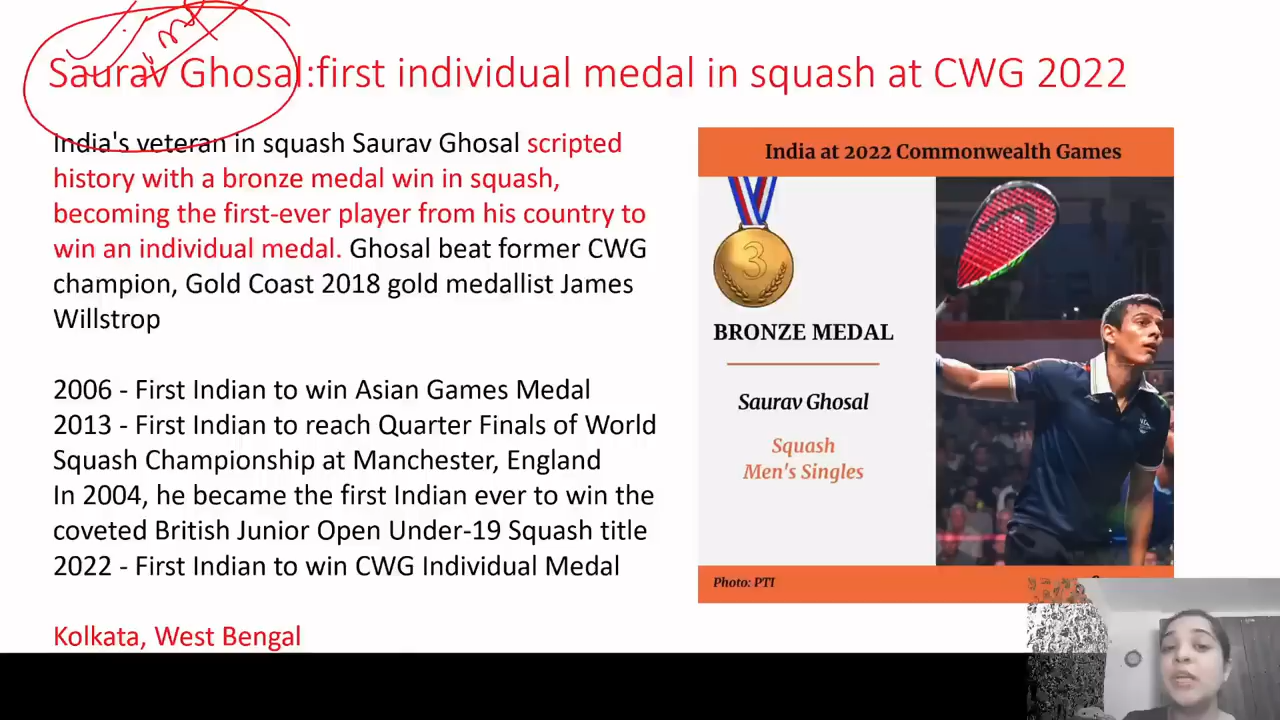 Saurav Ghosal:first individual medal in squash at CWG 2022
India's veteran in squash Saurav Ghosal scripted
history with a bronze medal win in squash,
becoming the first-ever player from his country to
win an individual medal. Ghosal beat former CWG
champion, Gold Coast 2018 gold medallist James
Willstrop
2006 - First Indian to win Asian Games Medal
2013 - First Indian to reach Quarter Finals of World
Squash Championship at Manchester, England
In 2004, he became the first Indian ever to win the
coveted British Junior Open Under-19 Squash title
2022 - First Indian to win CWG Individual Medal
Kolkata, West Bengal
India at 2022 Commonwealth Games
3
BRONZE MEDAL
Saurav Ghosal
Squash
Men's Singles
Photo: PTI